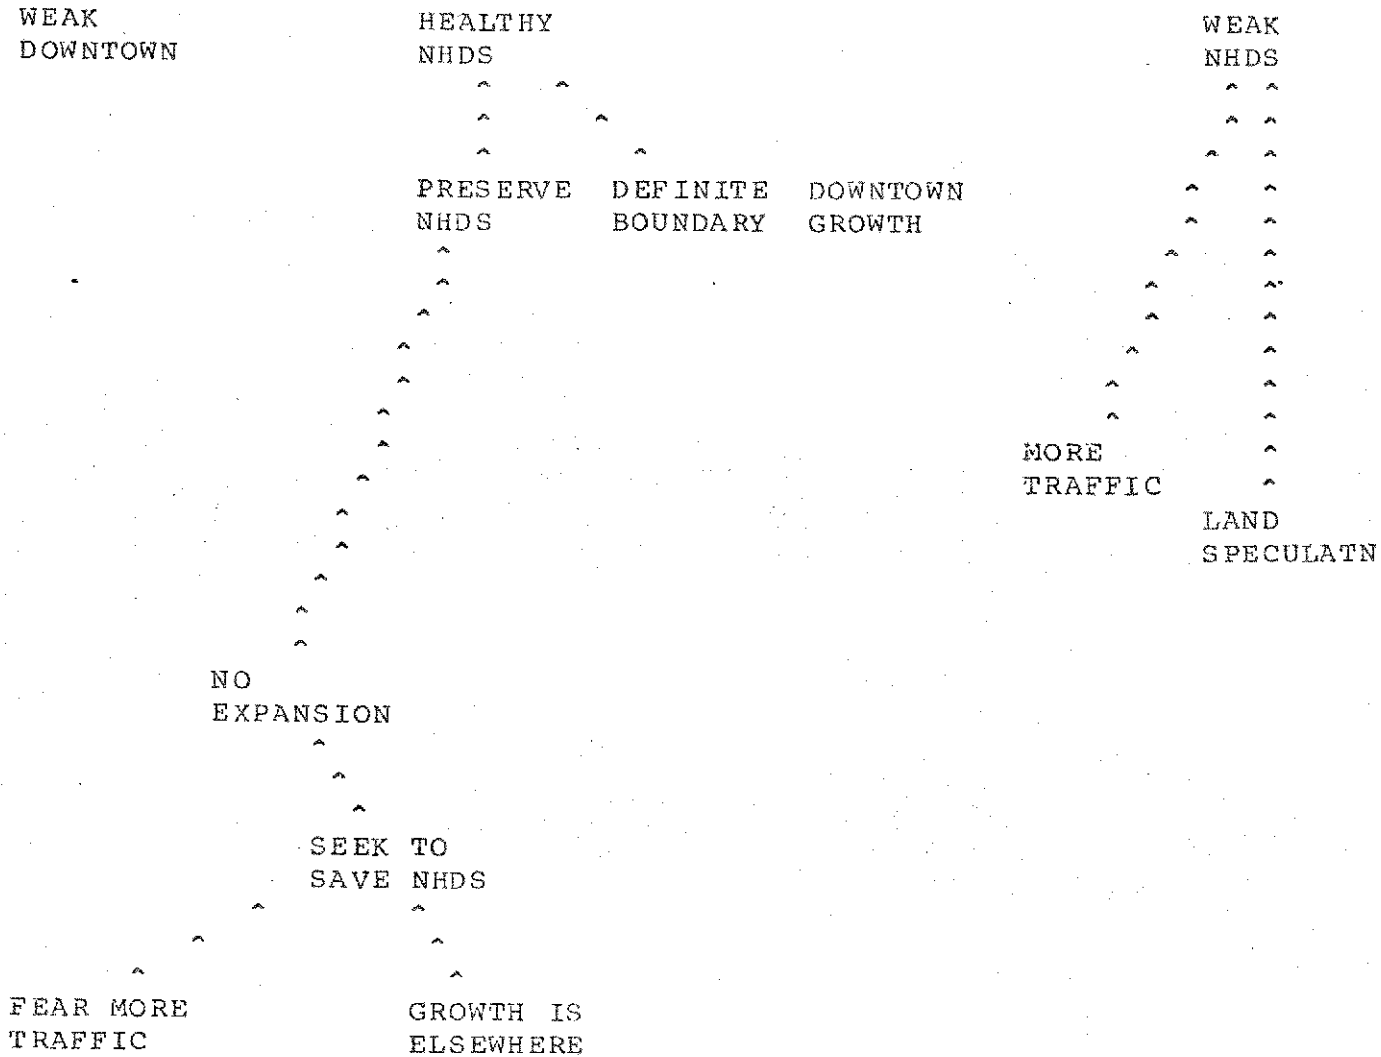 WEAK
DOWNTOWN
HEALTHY
NHDS
WEAK
NHDS
PRESERVE
NHDS
DEFINITE
BOUNDARY
DOWNTOWN
GROWTH
MORE
TRAFFIC
LAND
SPECULATN
NO
EXPANSION
SEEK TO
SAVE NHDS
FEAR MORE
TRAFFIC
GROWTH IS
ELSEWHERE